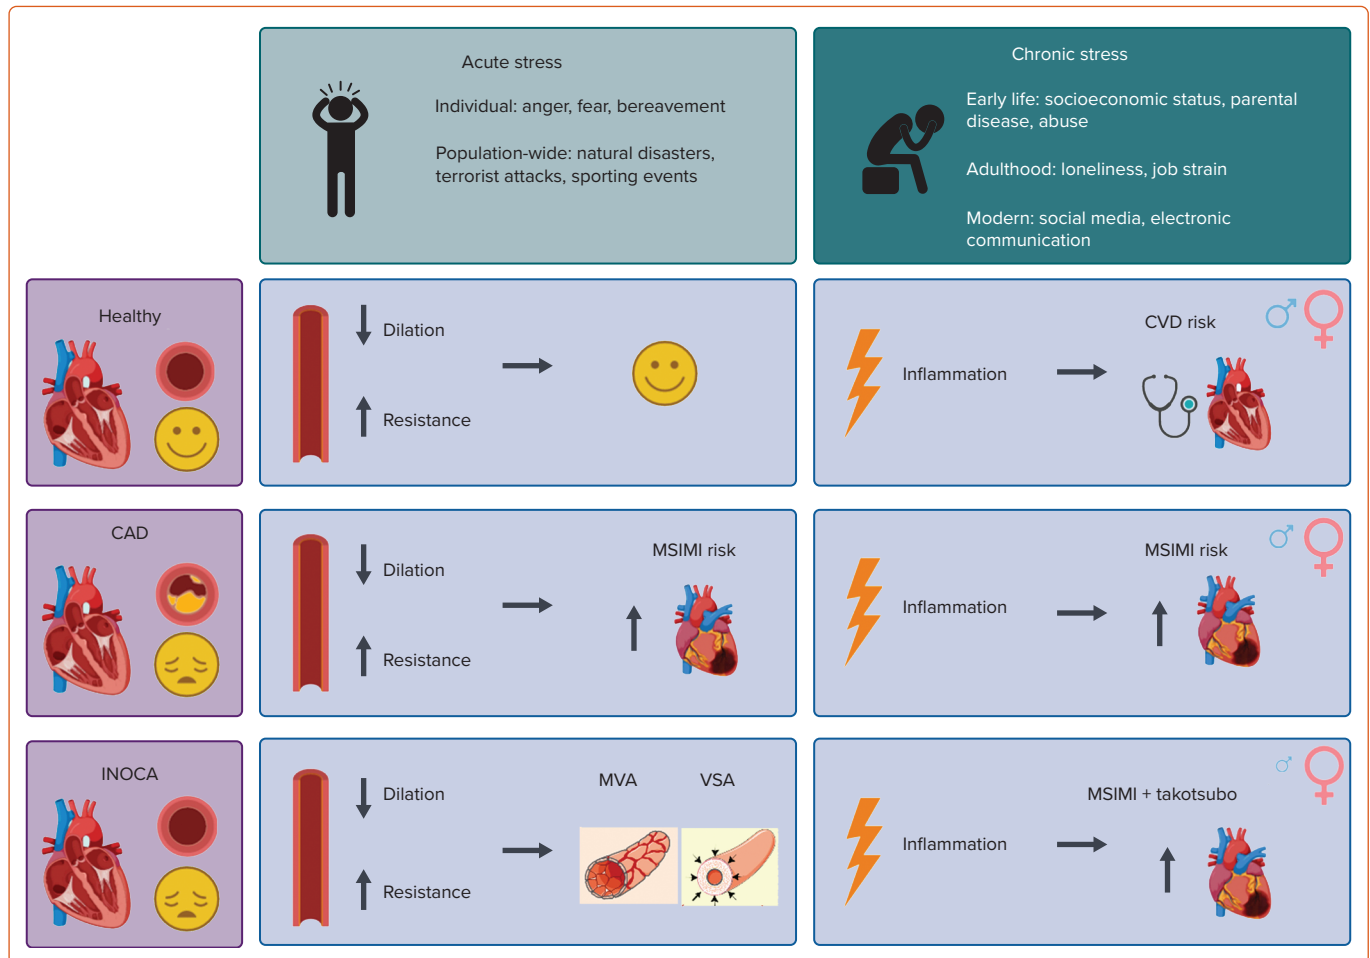 Acute stress
Individual: anger, fear, bereavement
Population-wide: natural disasters,
terrorist attacks, sporting events
Chronic stress
Early life: socioeconomic status, parental
disease, abuse
Adulthood: loneliness, job strain
Modern: social media, electronic
communication
Healthy
Dilation
Resistance
Inflammation
CVD risk
CAD
Dilation
Resistance
MSIMI risk
Inflammation
MSIMI risk
INOCA
Dilation
Resistance
MVA
VSA
Inflammation
MSIMI + takotsubo